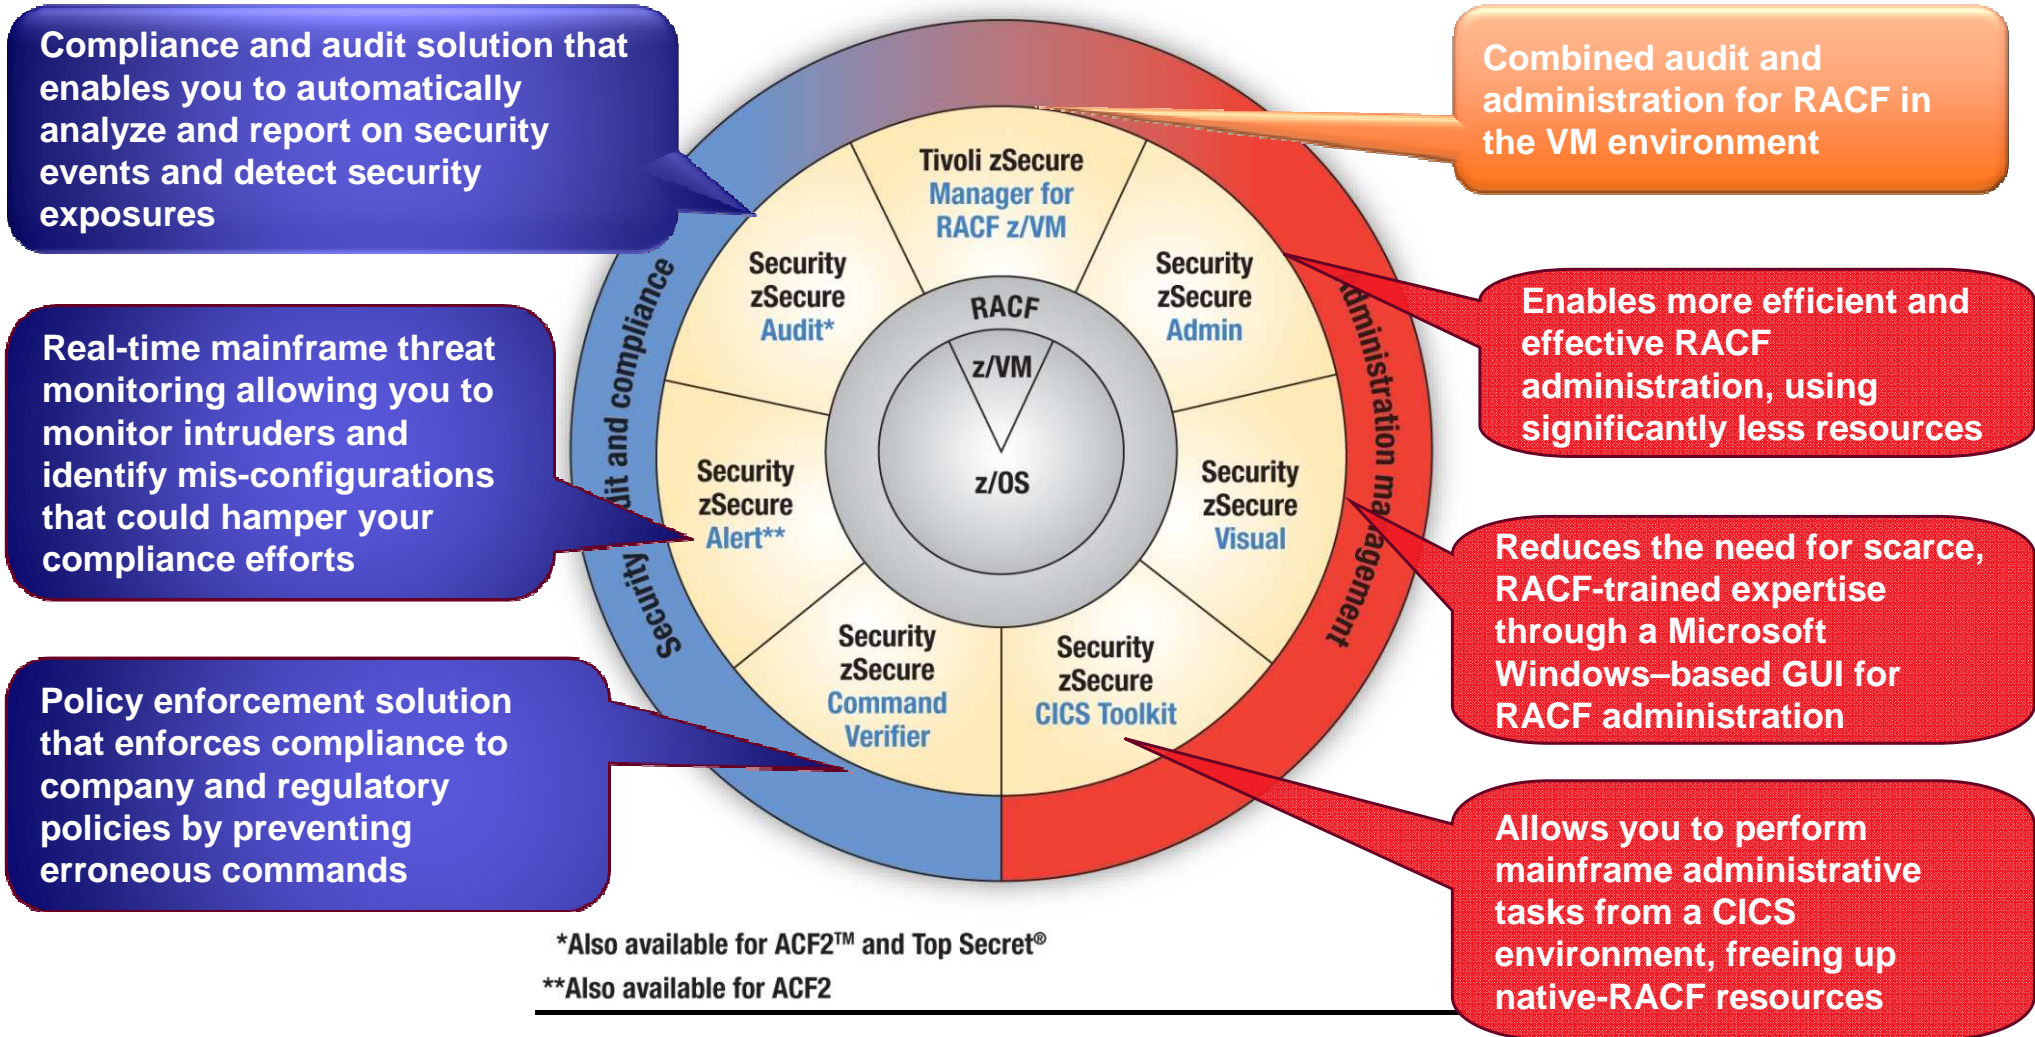 Compliance and audit solution that
enables you to automatically
analyze and report on security
events and detect security
exposures
Real-time mainframe threat
monitoring allowing you to
monitor intruders and
identify mis-configurations
that could hamper your
compliance efforts
Policy enforcement solution
that enforces compliance to
company and regulatory
policies by preventing
erroneous commands
Combined audit and
administration for RACF in
the VM environment
Enables more efficient and
effective RACF
administration, using
significantly less resources
Reduces the need for scarce,
RACF-trained expertise
through a Microsoft
Windows–based GUI for
RACF administration
Allows you to perform
mainframe administrative
tasks from a CICS
environment, freeing up
native-RACF resources
Tivoli zSecure
Manager for
RACF z/VM
Security
zSecure
Audit*
Security
zSecure
Admin
Security
zSecure
Alert**
Security
zSecure
Visual
Security
zSecure
Command
Verifier
Security
zSecure
CICS Toolkit
RACF
z/VM
z/OS
Security dit and compliance
dministration ma agement
*Also available for ACF2™ and Top Secret®
**Also available for ACF2